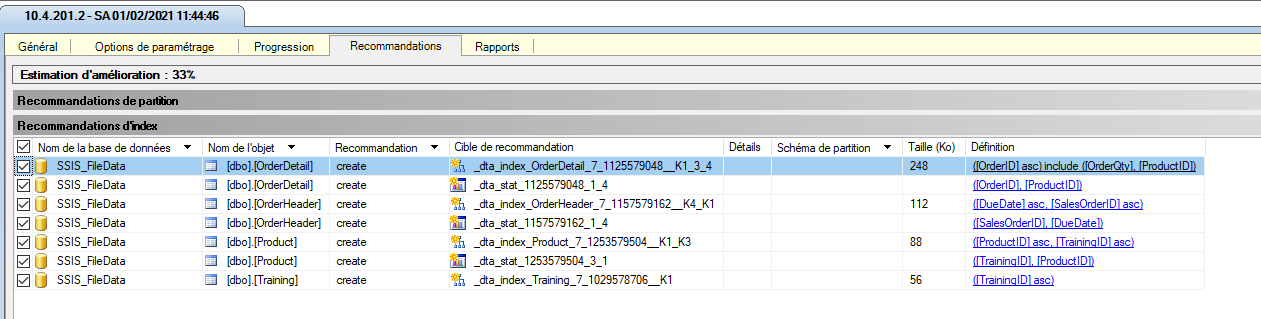 10.4.201.2 - SA 01/02/2021 11:44:46
Général Options de paramétrage Progression Recommandations Rapports
Estimation d'amélioration : 33%
Recommandations de partition
Recommandations d'index
Nom de la base de données Nom de l'objet Recommandation Cible de recommandation Détails Schéma de partition Taille (Ko) Définition
SSIS_FileData [dbo].[OrderDetail] create _dta_index_OrderDetail_7_1125579048__K1_3_4 248 ([OrderID] asc) include ([OrderQty], [ProductID])
SSIS_FileData [dbo].[OrderDetail] create _dta_stat_1125579048_1_4 ([OrderID], [ProductID])
SSIS_FileData [dbo].[OrderHeader] create _dta_index_OrderHeader_7_1157579162__K4_K1 112 ([DueDate] asc, [SalesOrderID] asc)
SSIS_FileData [dbo].[OrderHeader] create _dta_stat_1157579162_1_4 ([SalesOrderID], [DueDate])
SSIS_FileData [dbo].[Product] create _dta_index_Product_7_1253579504__K1_K3 88 ([ProductID] asc, [TrainingID] asc)
SSIS_FileData [dbo].[Product] create _dta_stat_1253579504_3_1 ([TrainingID], [ProductID])
SSIS_FileData [dbo].[Training] create _dta_index_Training_7_1029578706__K1 56 ([TrainingID] asc)